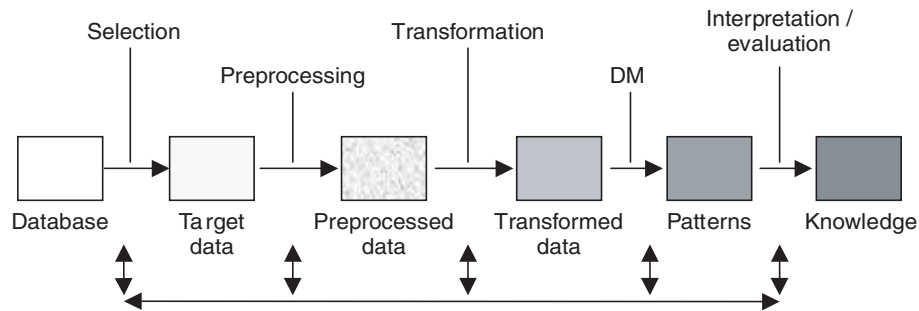 Selection
Transformation
Interpretation /
evaluation
Preprocessing
DM
Database
Target
data
Preprocessed
data
Transformed
data
Patterns
Knowledge